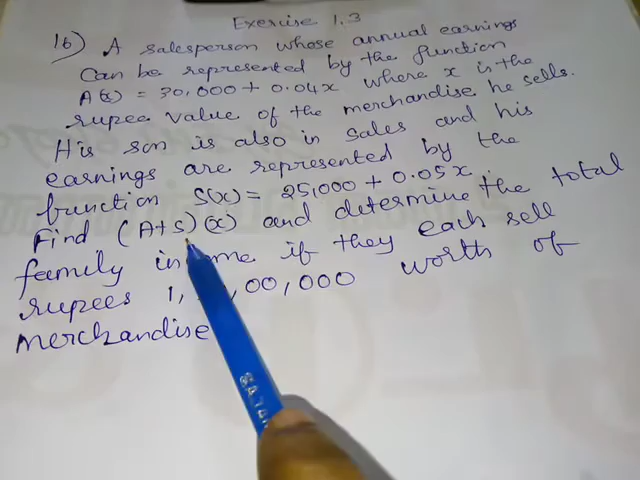 Exercise 1.3
16) A salesperson whose annual earnings
can be represented by the function
A(x) = 30,000 + 0.04x where x is the
rupee value of the merchandise he sells.
His son is also in sales and his
earnings are represented by the
function S(x) = 25,000 + 0.05x.
Find (A+S)(x) and determine the total
family income if they each sell
rupees 1, ,00,000 worth of
merchandise